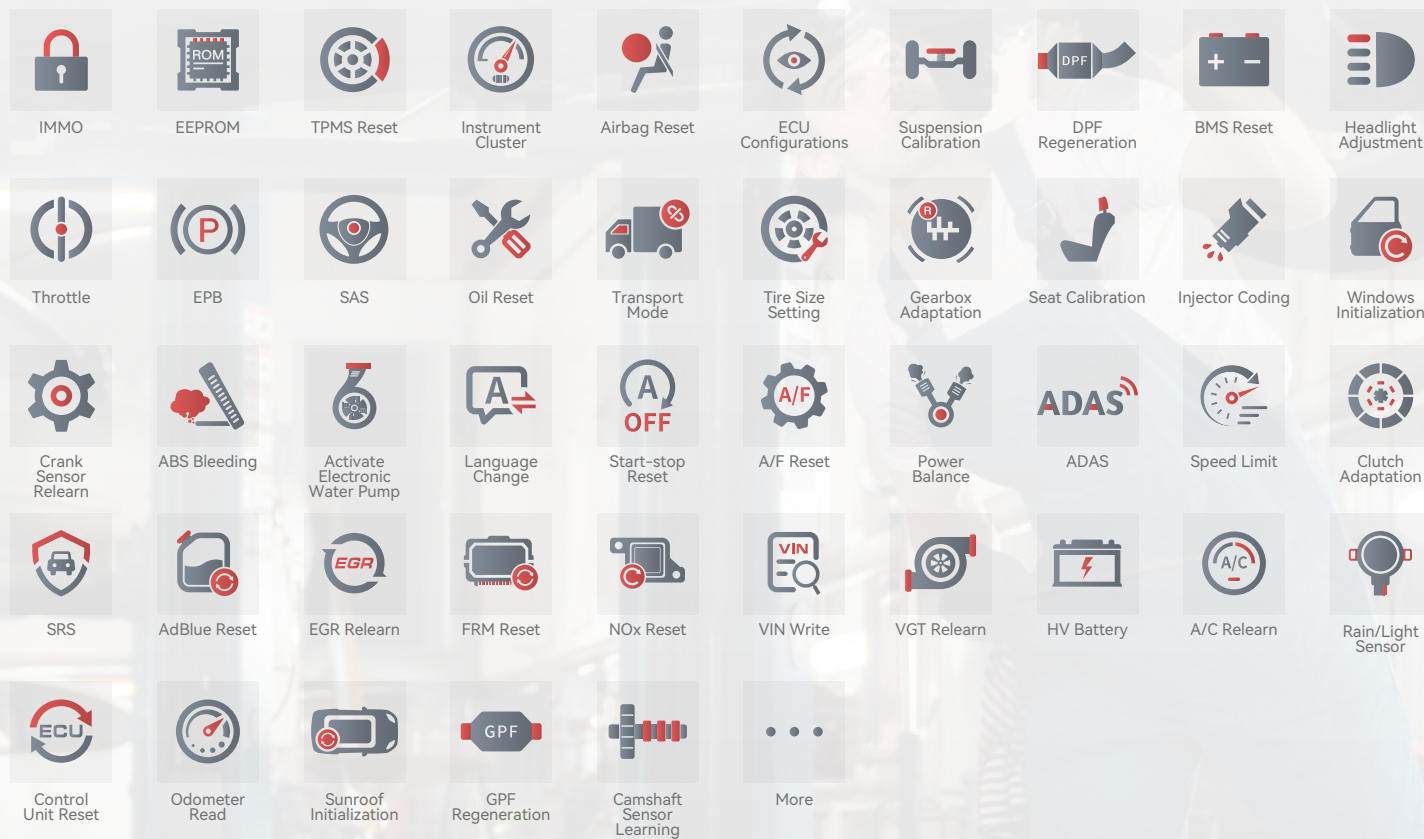 ROM
DPF
IMMO
EEPROM
TPMS Reset
Instrument
Cluster
Airbag Reset
ECU
Configurations
Suspension
Calibration
DPF
Regeneration
BMS Reset
Headlight
Adjustment
P
R
Throttle
EPB
SAS
Oil Reset
Transport
Mode
Tire Size
Setting
Gearbox
Adaptation
Seat Calibration
Injector Coding
Windows
Initialization
A
A
OFF
A/F
ADAS
Crank
Sensor
Relearn
ABS Bleeding
Activate
Electronic
Water Pump
Language
Change
Start-stop
Reset
A/F Reset
Power
Balance
ADAS
Speed Limit
Clutch
Adaptation
EGR
VIN
A/C
SRS
AdBlue Reset
EGR Relearn
FRM Reset
NOx Reset
VIN Write
VGT Relearn
HV Battery
A/C Relearn
Rain/Light
Sensor
ECU
GPF
Control
Unit Reset
Odometer
Read
Sunroof
Initialization
GPF
Regeneration
Camshaft
Sensor
Learning
More